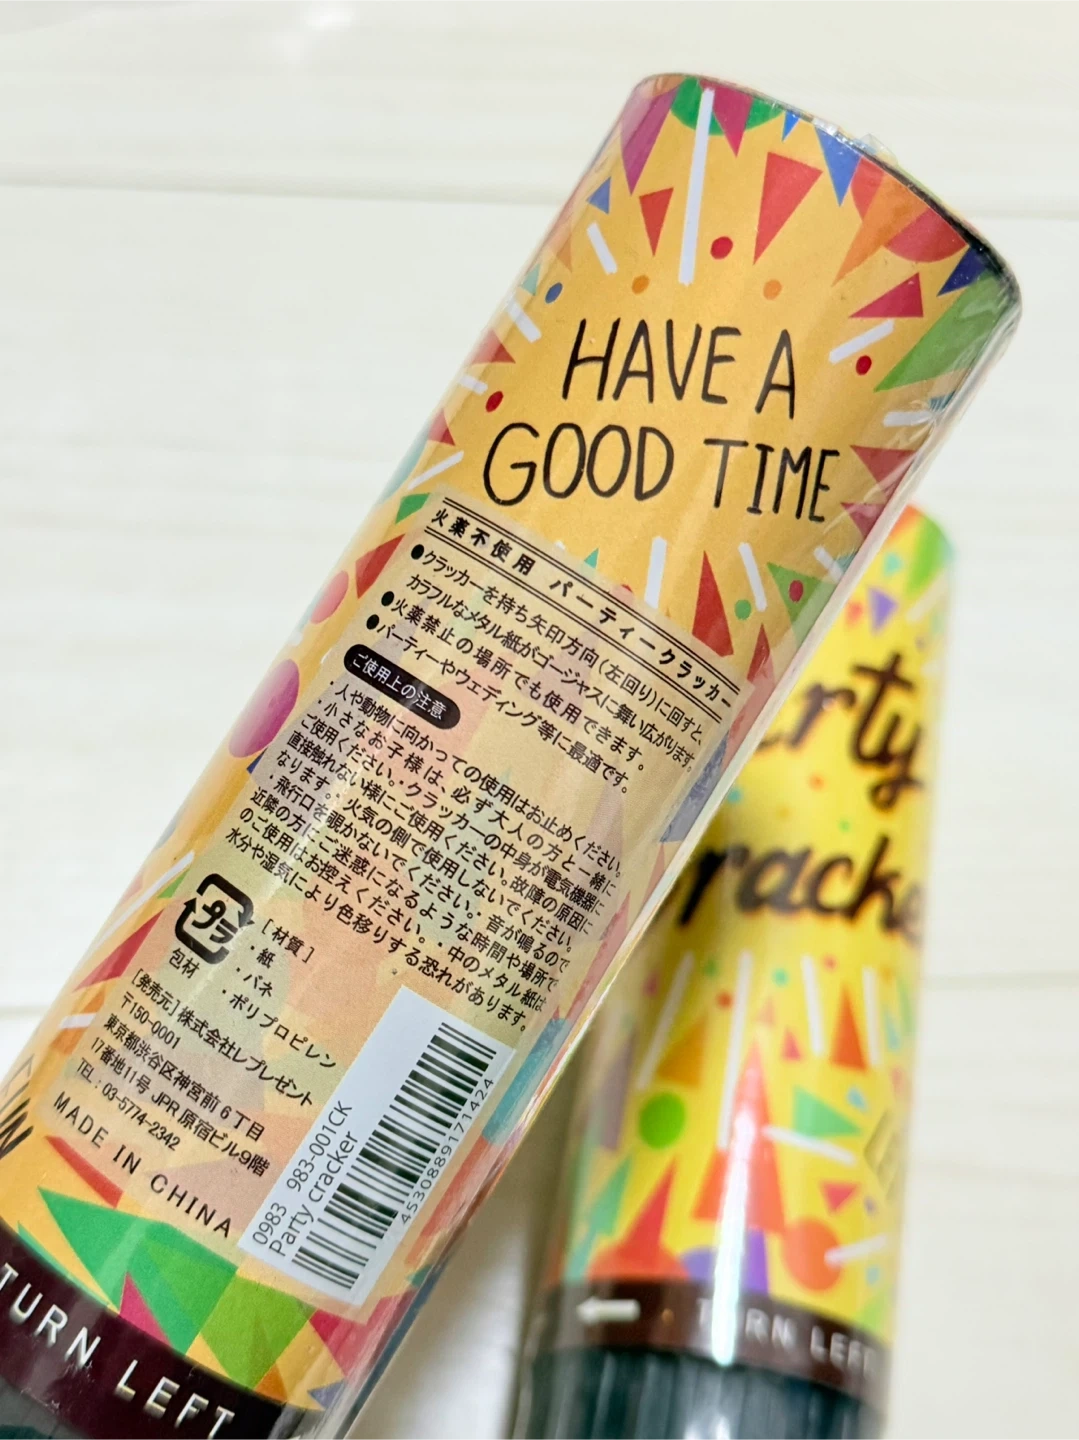 HAVE A
GOOD TIME
火薬不使用 パーティークラッカー
●クラッカーを持ち矢印方向(左回り)に回すと、
カラフルなメタル紙がゴージャスに舞い広がります。
●火薬禁止の場所でも使用できます。
●パーティーやウェディング等に最適です。
ご使用上の注意
・人や動物に向かっての使用はお止めください。
・小さなお子様は、必ず大人の方と一緒に
ご使用ください。・クラッカーの中身が電気機器に
直接触れない様にご使用ください。故障の原因に
なります。・火気の側で使用しないでください。
・飛行口を覗かないでください。・音が鳴るので
近隣の方にご迷惑になるような時間や場所で
のご使用はお控えください。・中のメタル紙は
水分や湿気により色移りする恐れがあります。
プラ
包材
[材質]
・紙
・バネ
・ポリプロピレン
[発売元]株式会社レプレゼント
〒150-0001
東京都渋谷区神宮前6丁目
17番地11号 JPR原宿ビル9階
TEL:03-5774-2342
MADE IN CHINA
0983 983-001CK
Party cracker
4530889171424
TURN LEFT
rty
racke
TURN LEFT